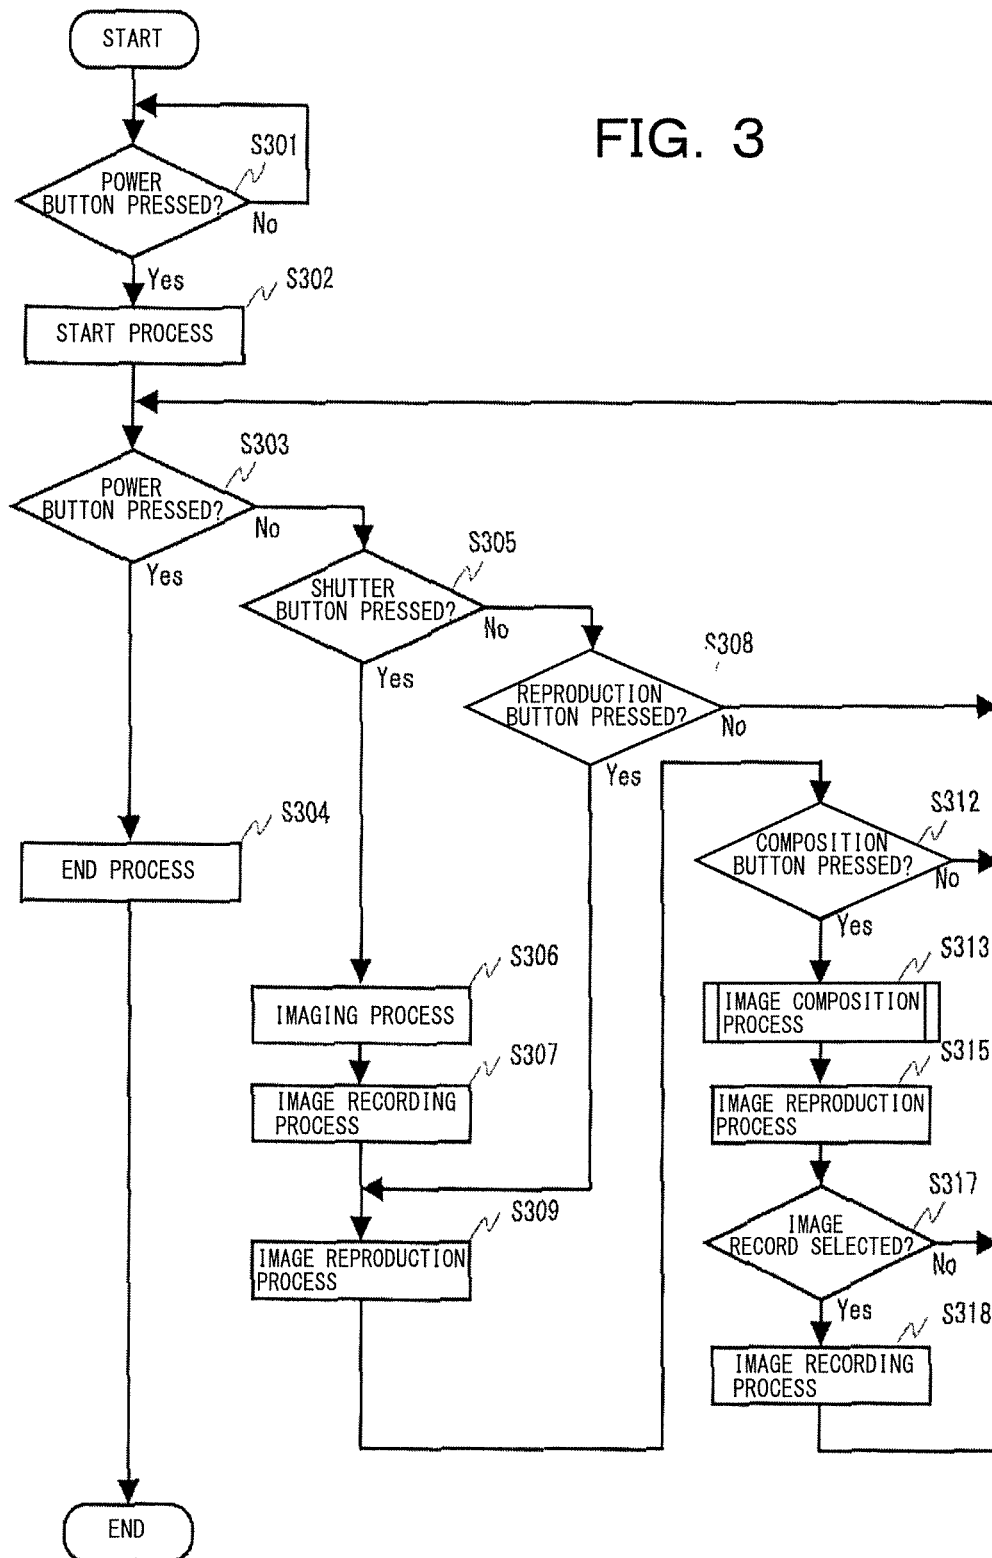 START
FIG. 3
S301
POWER
BUTTON PRESSED?
No
Yes
S302
START PROCESS
S303
POWER
BUTTON PRESSED?
No
Yes
S305
SHUTTER
BUTTON PRESSED?
No
Yes
S308
REPRODUCTION
BUTTON PRESSED?
No
Yes
S304
END PROCESS
S312
COMPOSITION
BUTTON PRESSED?
No
Yes
S306
IMAGING PROCESS
S313
IMAGE COMPOSITION
PROCESS
S307
IMAGE RECORDING
PROCESS
S315
IMAGE REPRODUCTION
PROCESS
S309
IMAGE REPRODUCTION
PROCESS
S317
IMAGE
RECORD SELECTED?
No
Yes
S318
IMAGE RECORDING
PROCESS
END